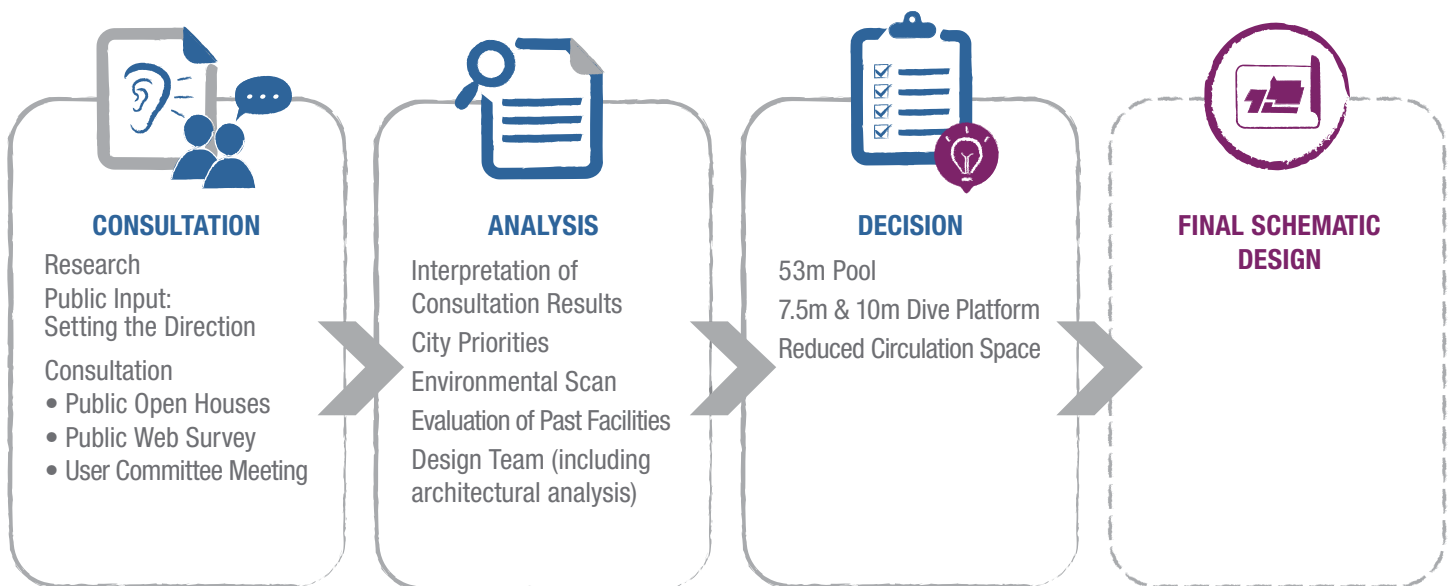 CONSULTATION
Research
Public Input:
Setting the Direction
Consultation
• Public Open Houses
• Public Web Survey
• User Committee Meeting
ANALYSIS
Interpretation of
Consultation Results
City Priorities
Environmental Scan
Evaluation of Past Facilities
Design Team (including
architectural analysis)
DECISION
53m Pool
7.5m & 10m Dive Platform
Reduced Circulation Space
FINAL SCHEMATIC
DESIGN